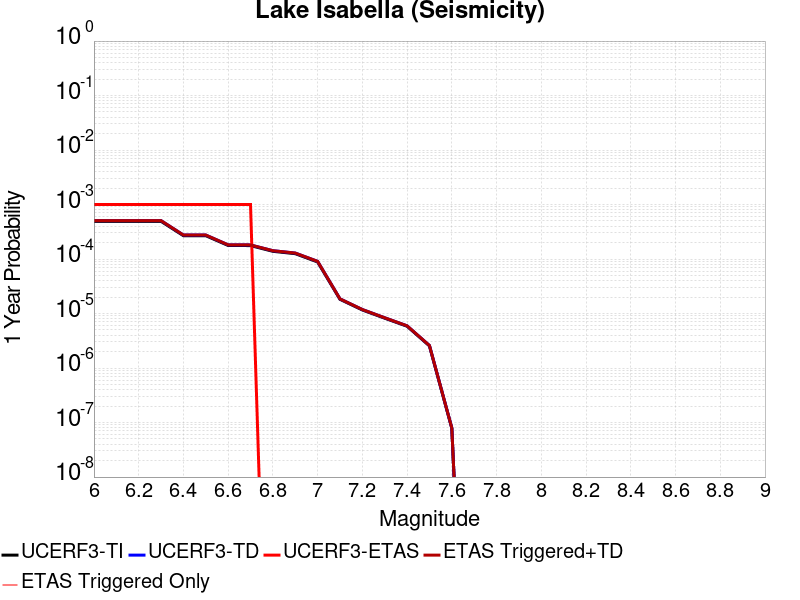 Lake Isabella (Seismicity)
10^0
10^-1
10^-2
10^-3
10^-4
10^-5
10^-6
10^-7
10^-8
1 Year Probability
6 6.2 6.4 6.6 6.8 7 7.2 7.4 7.6 7.8 8 8.2 8.4 8.6 8.8 9
Magnitude
UCERF3-TI UCERF3-TD UCERF3-ETAS ETAS Triggered+TD
ETAS Triggered Only